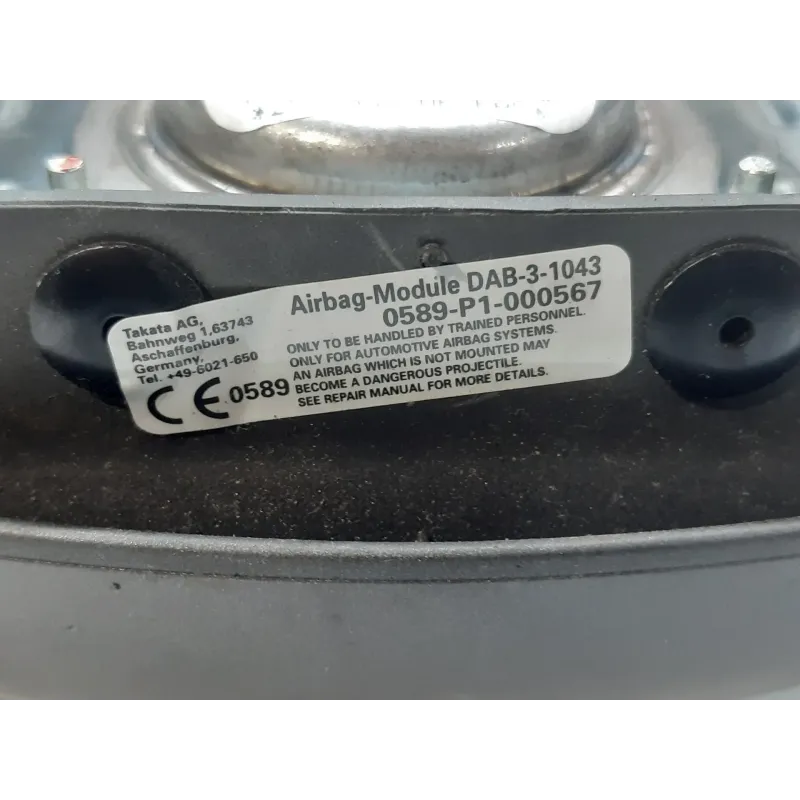 Takata AG,
Bahnweg 1,63743
Aschaffenburg,
Germany,
Tel. +49-6021-650
CE 0589
Airbag-Module DAB-3-1043
0589-P1-000567
ONLY TO BE HANDLED BY TRAINED PERSONNEL.
ONLY FOR AUTOMOTIVE AIRBAG SYSTEMS.
AN AIRBAG WHICH IS NOT MOUNTED MAY
BECOME A DANGEROUS PROJECTILE.
SEE REPAIR MANUAL FOR MORE DETAILS.